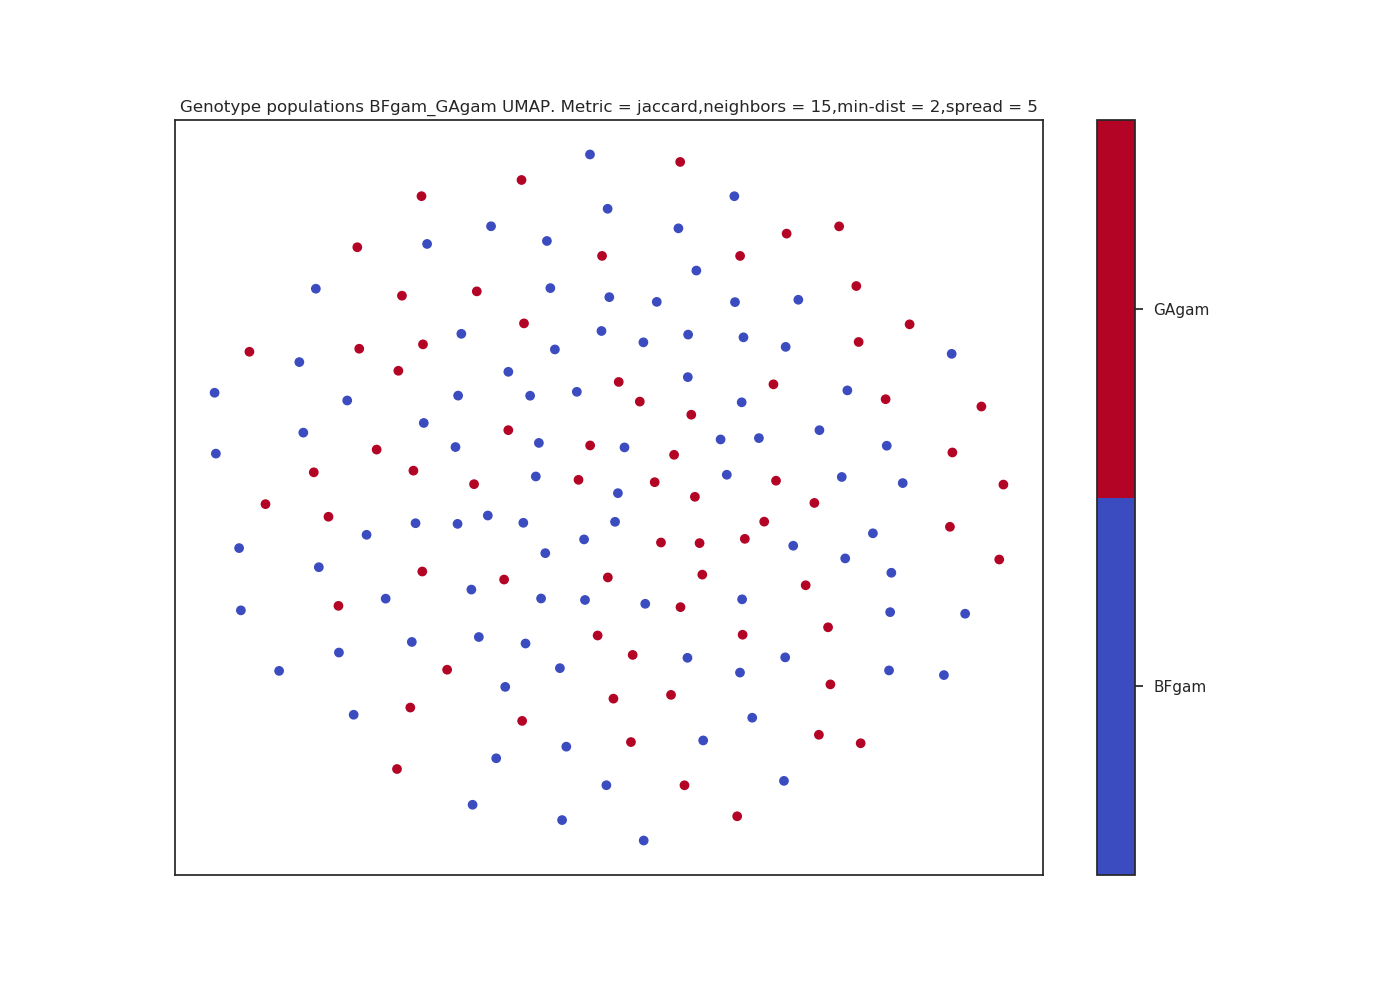 Genotype populations BFgam_GAgam UMAP. Metric = jaccard,neighbors = 15,min-dist = 2,spread = 5
GAgam
BFgam